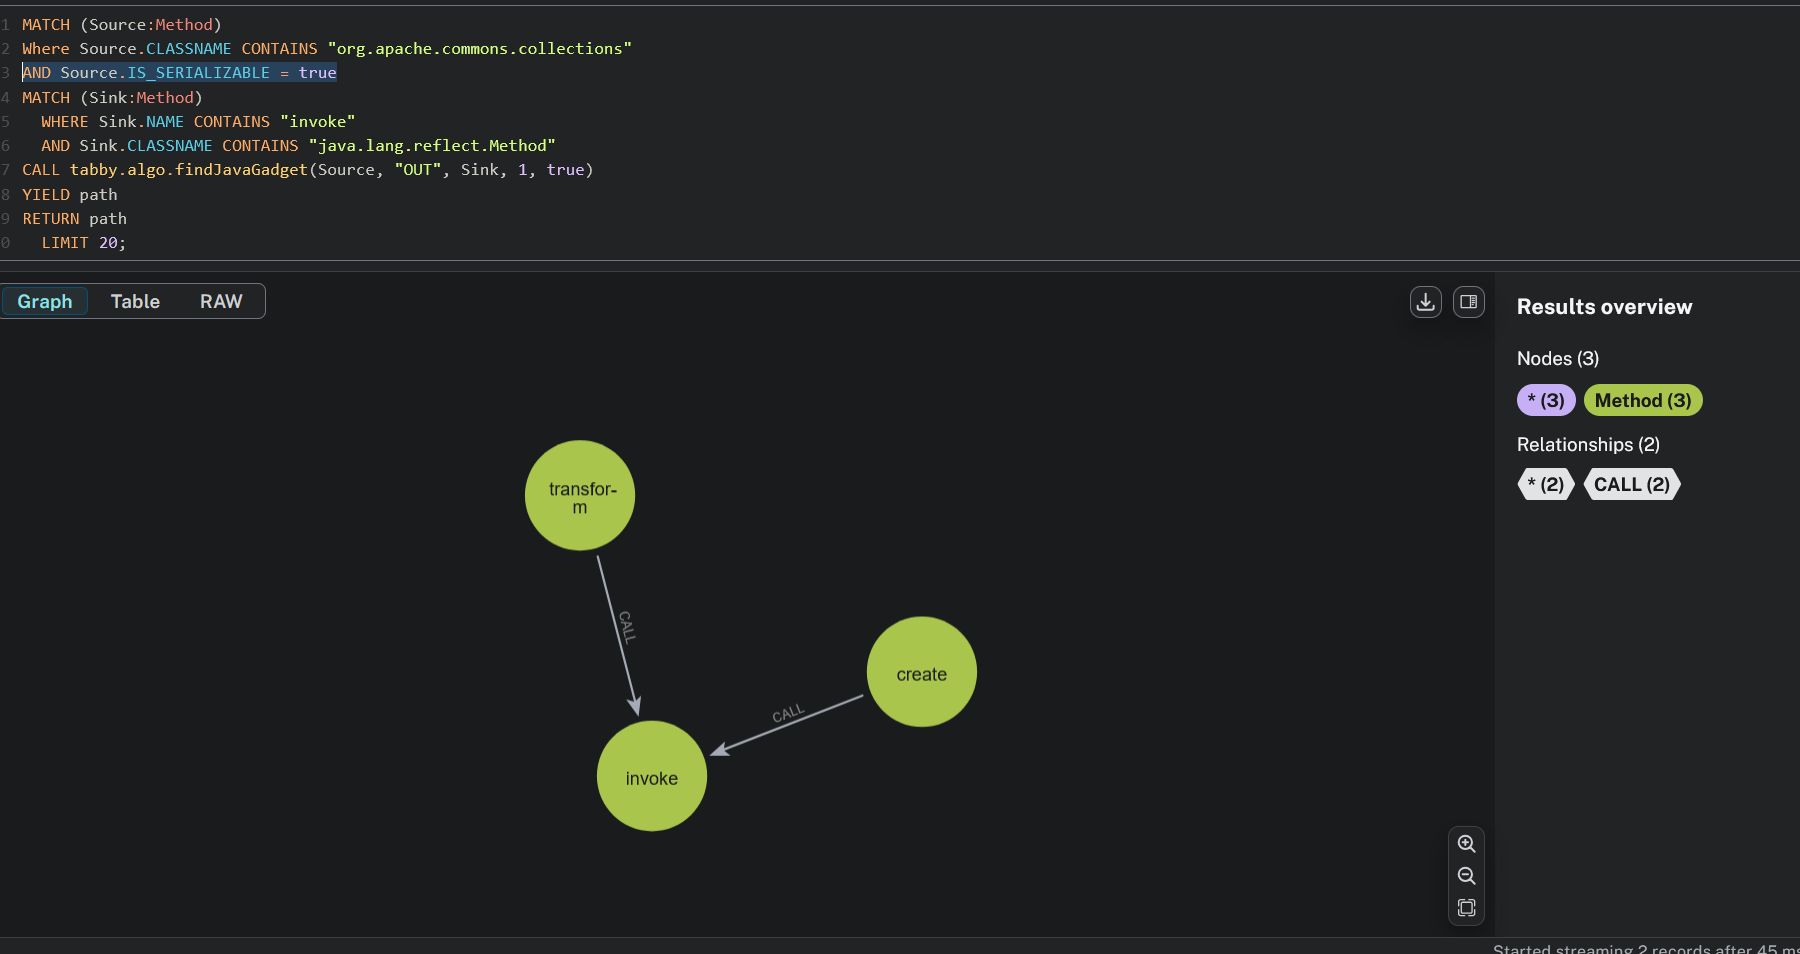 1 MATCH (Source:Method)
2 Where Source.CLASSNAME CONTAINS "org.apache.commons.collections"
3 AND Source.IS_SERIALIZABLE = true
4 MATCH (Sink:Method)
5 WHERE Sink.NAME CONTAINS "invoke"
6 AND Sink.CLASSNAME CONTAINS "java.lang.reflect.Method"
7 CALL tabby.algo.findJavaGadget(Source, "OUT", Sink, 1, true)
8 YIELD path
9 RETURN path
0 LIMIT 20;
Graph Table RAW
Results overview
Nodes (3)
* (3) Method (3)
Relationships (2)
* (2) CALL (2)
transfor-
m
CALL
create
CALL
invoke
Started streaming 2 records after 45 ms